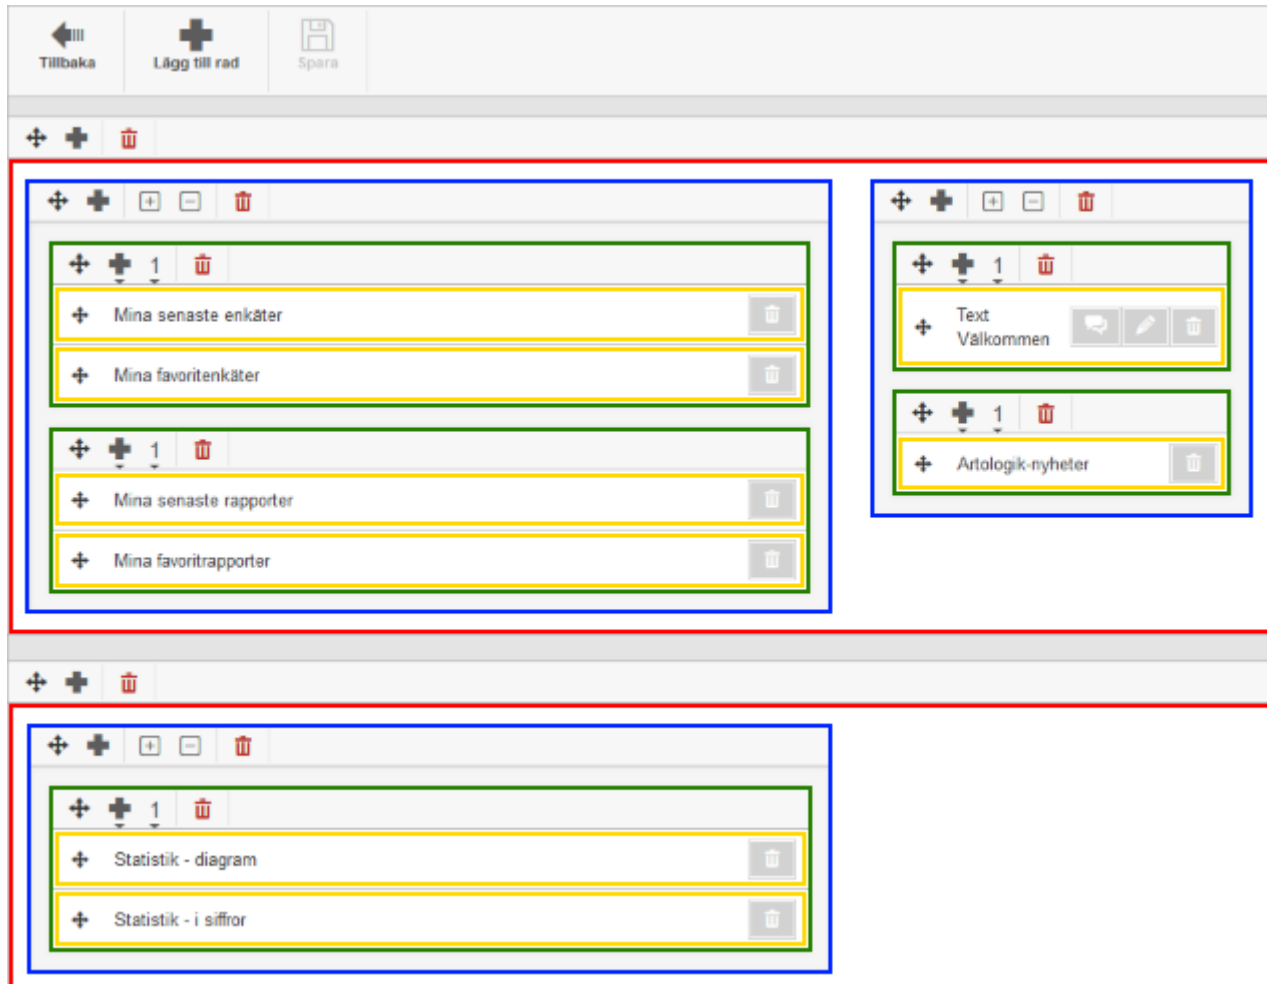 Tillbaka
Lägg till rad
Spara
1
Mina senaste enkäter
Mina favoritenkäter
1
Mina senaste rapporter
Mina favoritrapporter
1
Text
Välkommen
1
Artologik-nyheter
1
Statistik - diagram
Statistik - i siffror